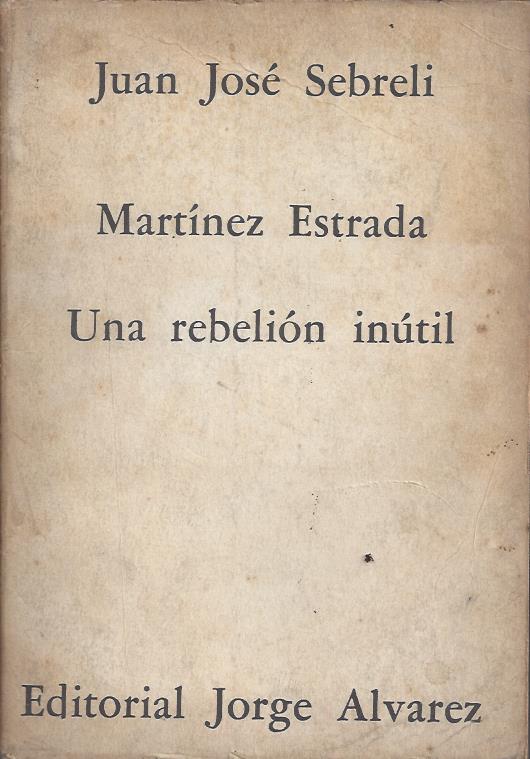 Juan José Sebreli
Martínez Estrada
Una rebelión inútil
Editorial Jorge Alvarez